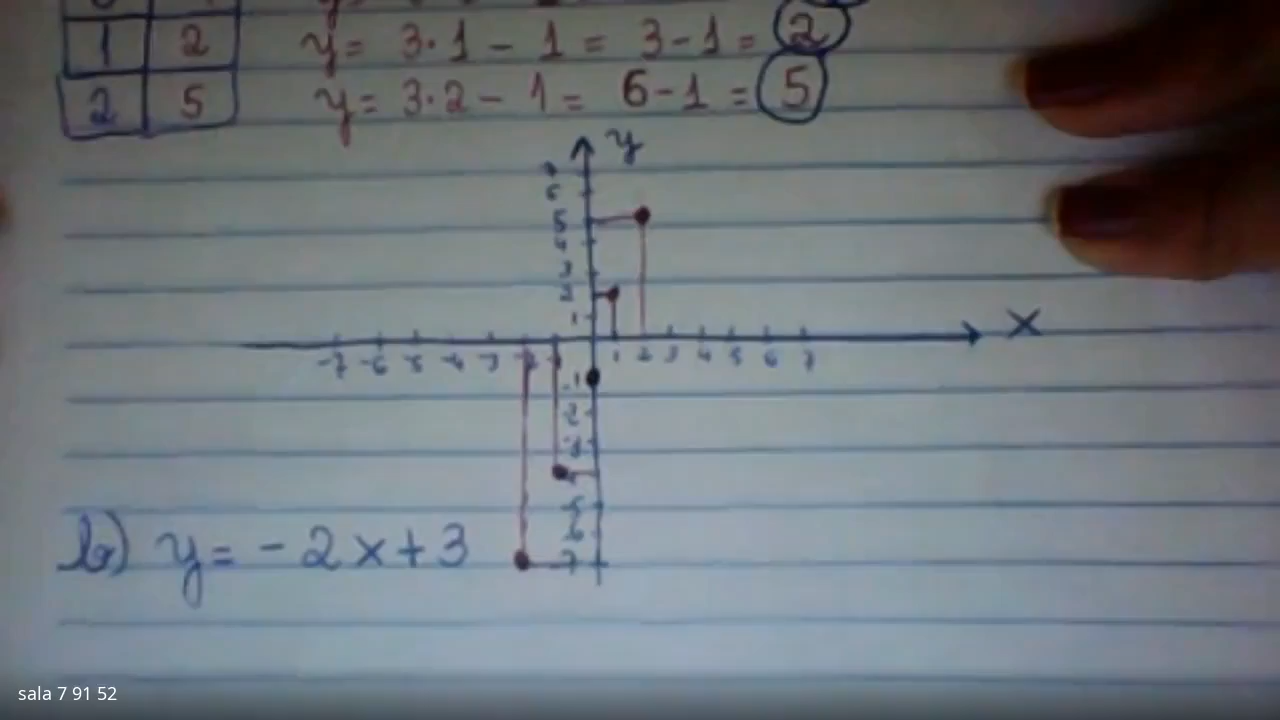 1 2 y = 3·1 - 1 = 3-1 = 2
2 5 y = 3·2 - 1 = 6-1 = 5
y
6
5
4
3
2
1
x
-7 -6 -5 -4 -3 -2 1 2 3 4 5 6 7
-1
-2
-3
-5
-6
-7
b) y = -2x+3
sala 7 91 52